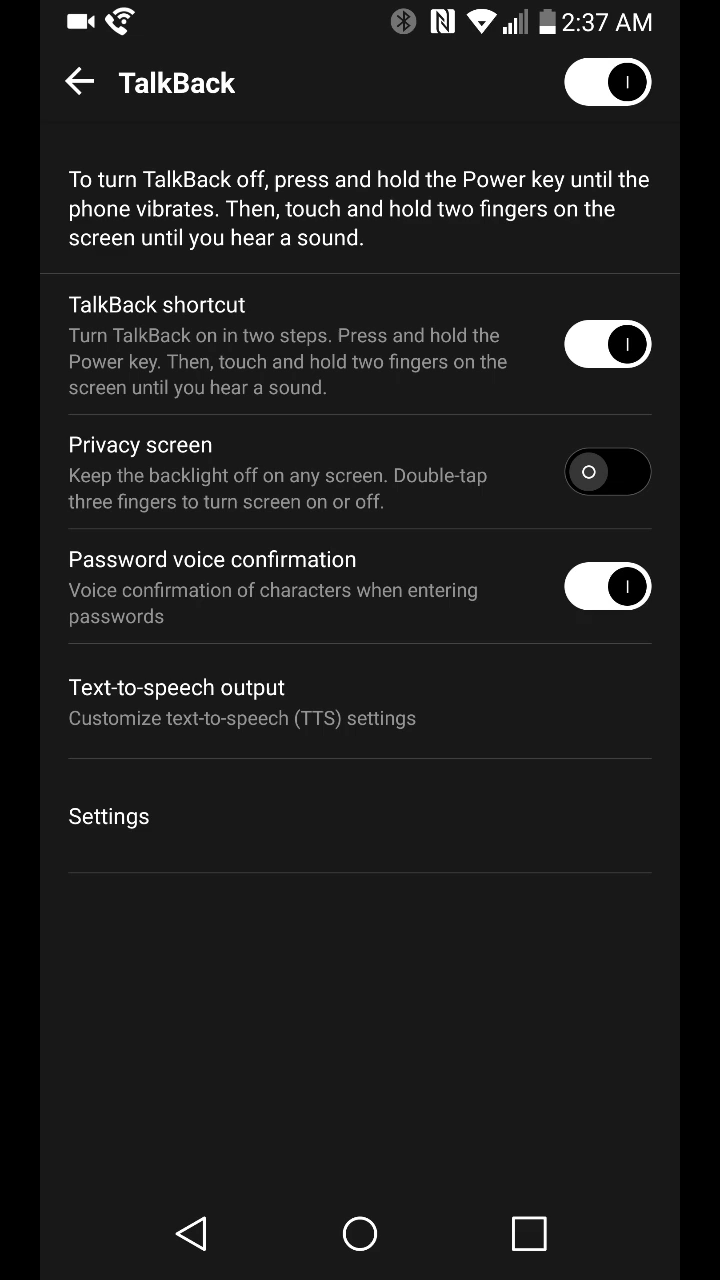 2:37 AM
TalkBack
To turn TalkBack off, press and hold the Power key until the
phone vibrates. Then, touch and hold two fingers on the
screen until you hear a sound.
TalkBack shortcut
Turn TalkBack on in two steps. Press and hold the
Power key. Then, touch and hold two fingers on the
screen until you hear a sound.
Privacy screen
Keep the backlight off on any screen. Double-tap
three fingers to turn screen on or off.
Password voice confirmation
Voice confirmation of characters when entering
passwords
Text-to-speech output
Customize text-to-speech (TTS) settings
Settings